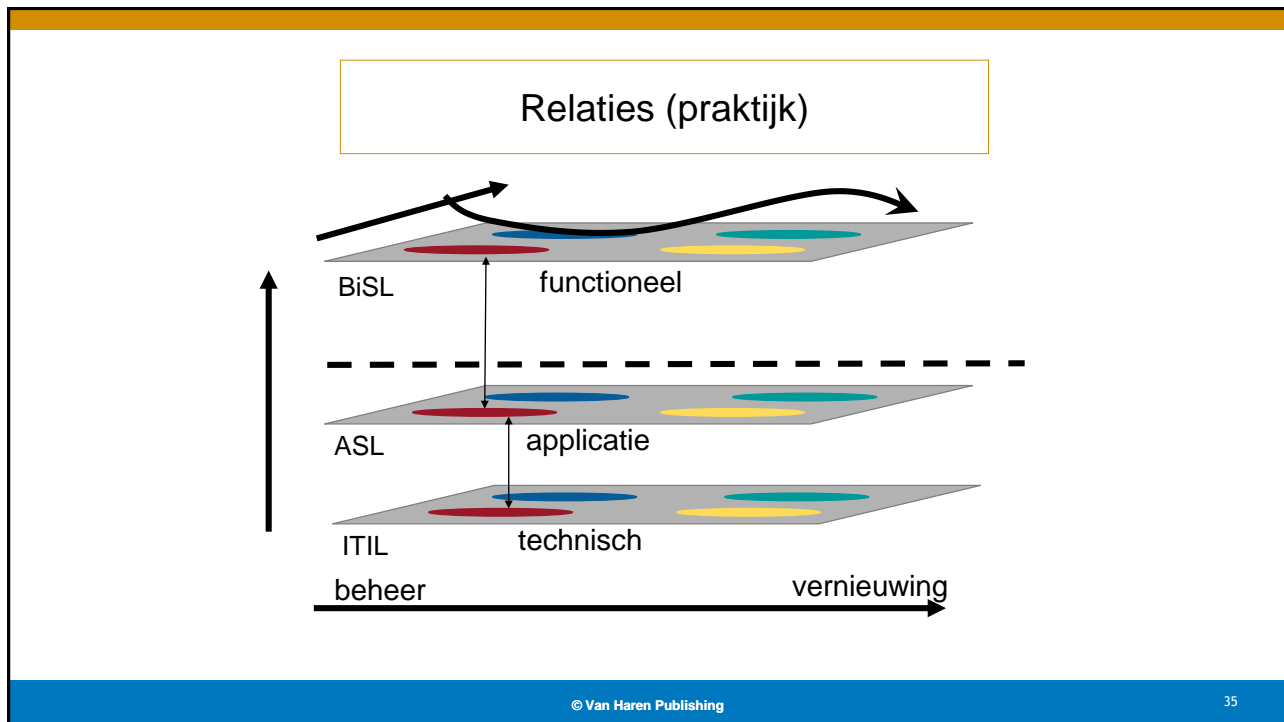 Relaties (praktijk)
BiSL
functioneel
ASL
applicatie
ITIL
technisch
beheer
vernieuwing
© Van Haren Publishing
35